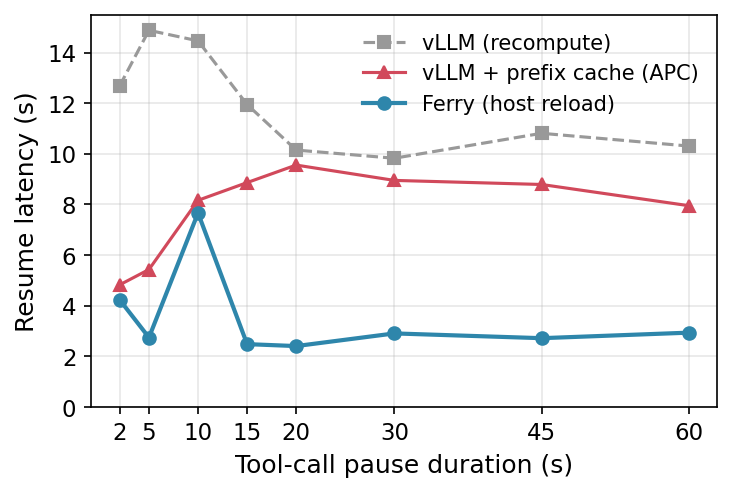 vLLM (recompute)
vLLM + prefix cache (APC)
Ferry (host reload)
Resume latency (s)
14
12
10
8
6
4
2
0
2 5 10 15 20 30 45 60
Tool-call pause duration (s)